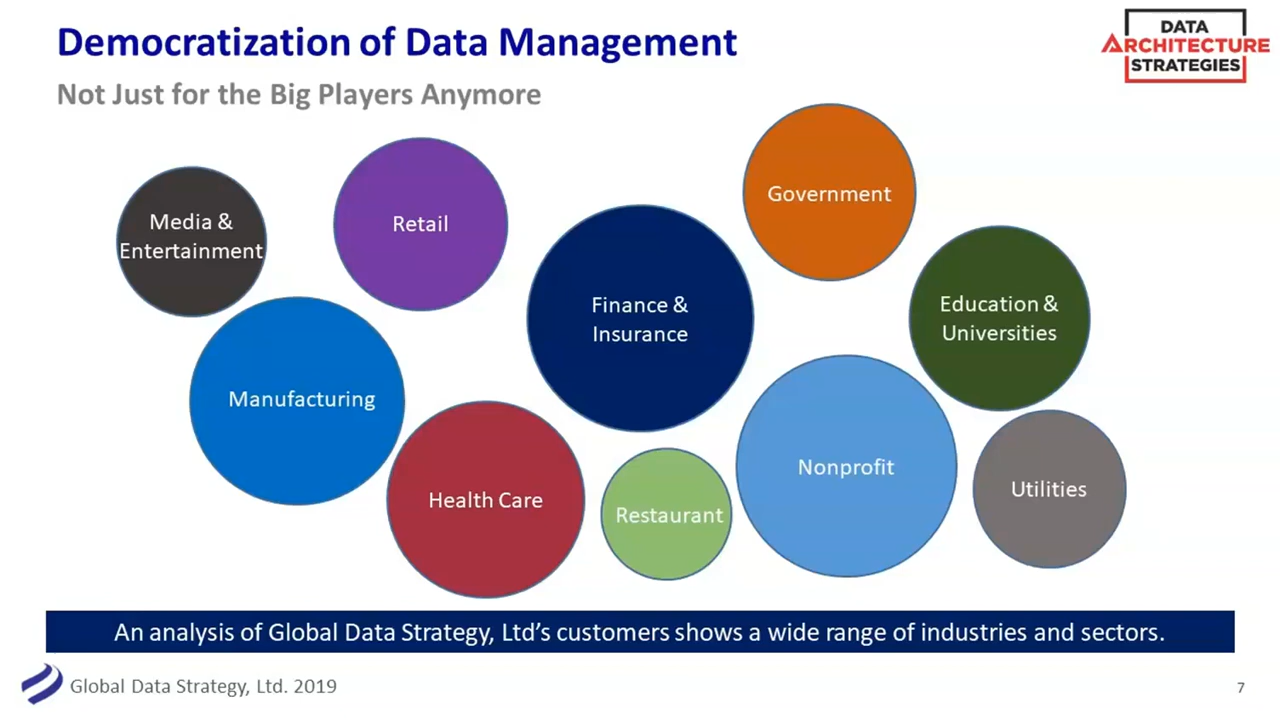 Democratization of Data Management
Not Just for the Big Players Anymore
DATA
ARCHITECTURE
STRATEGIES
Media &
Entertainment
Retail
Government
Finance &
Insurance
Education &
Universities
Manufacturing
Health Care
Restaurant
Nonprofit
Utilities
An analysis of Global Data Strategy, Ltd's customers shows a wide range of industries and sectors.
Global Data Strategy, Ltd. 2019
7